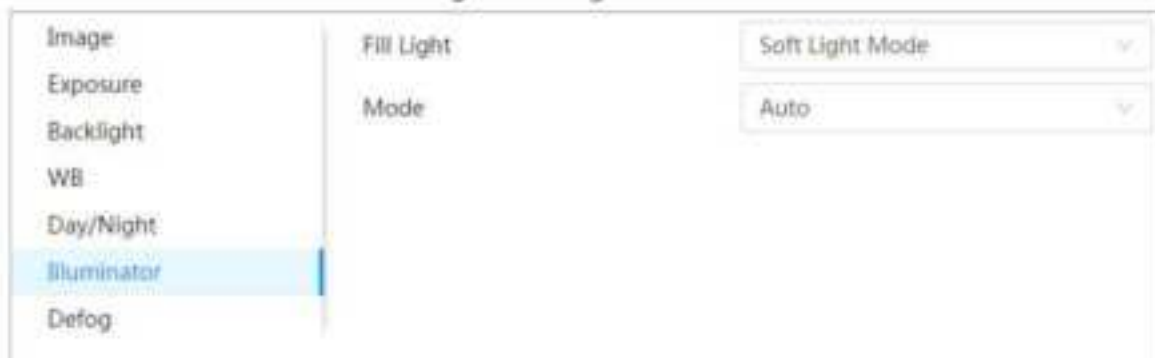 Image
Exposure
Backlight
WB
Day/Night
Illuminator
Defog
Fill Light Soft Light Mode
Mode Auto